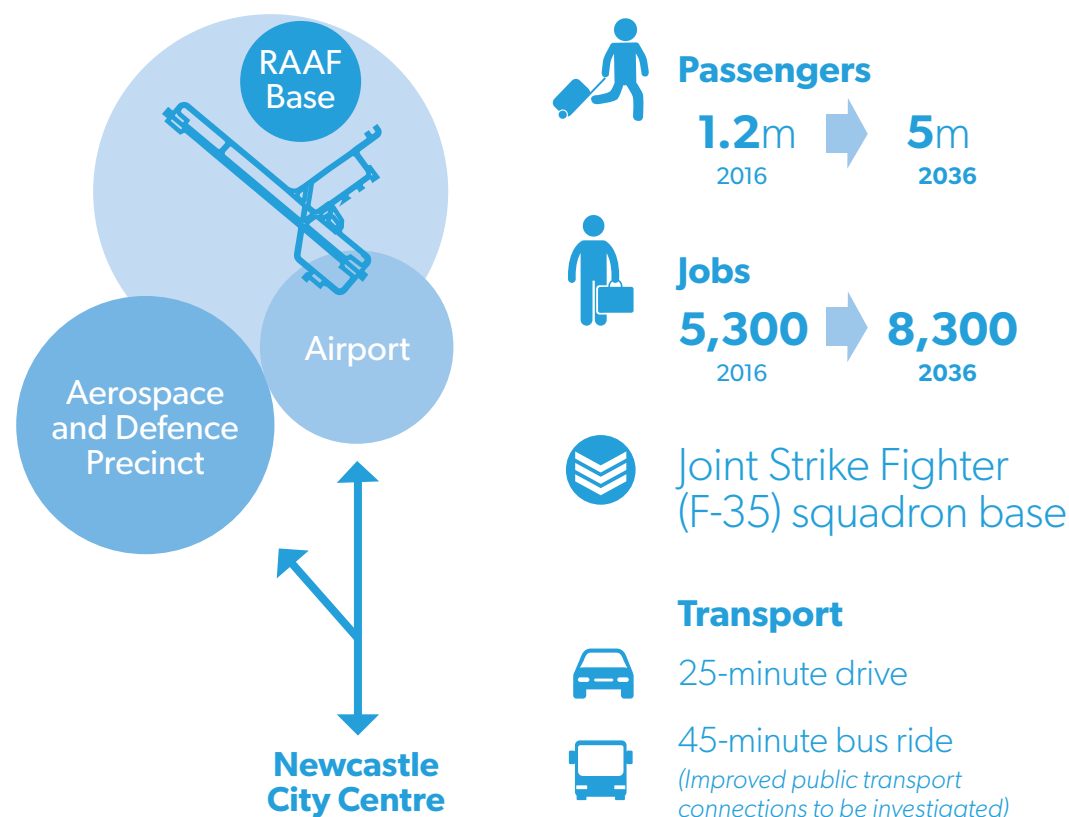 RAAF
Base
Airport
Aerospace
and Defence
Precinct
Newcastle
City Centre
Passengers
1.2m
5m
2016
2036
Jobs
5,300
8,300
2016
2036
Joint Strike Fighter
(F-35) squadron base
Transport
25-minute drive
45-minute bus ride
(Improved public transport
connections to be investigated)